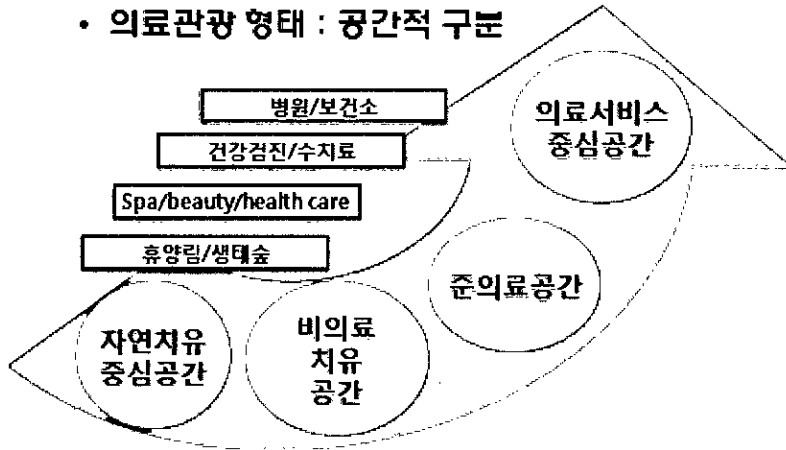 • 의료관광 형태 : 공간적 구분
병원/보건소
건강검진/수치료
Spa/beauty/health care
휴양림/생태숲
의료서비스
중심공간
준의료공간
비의료
치유
공간
자연치유
중심공간